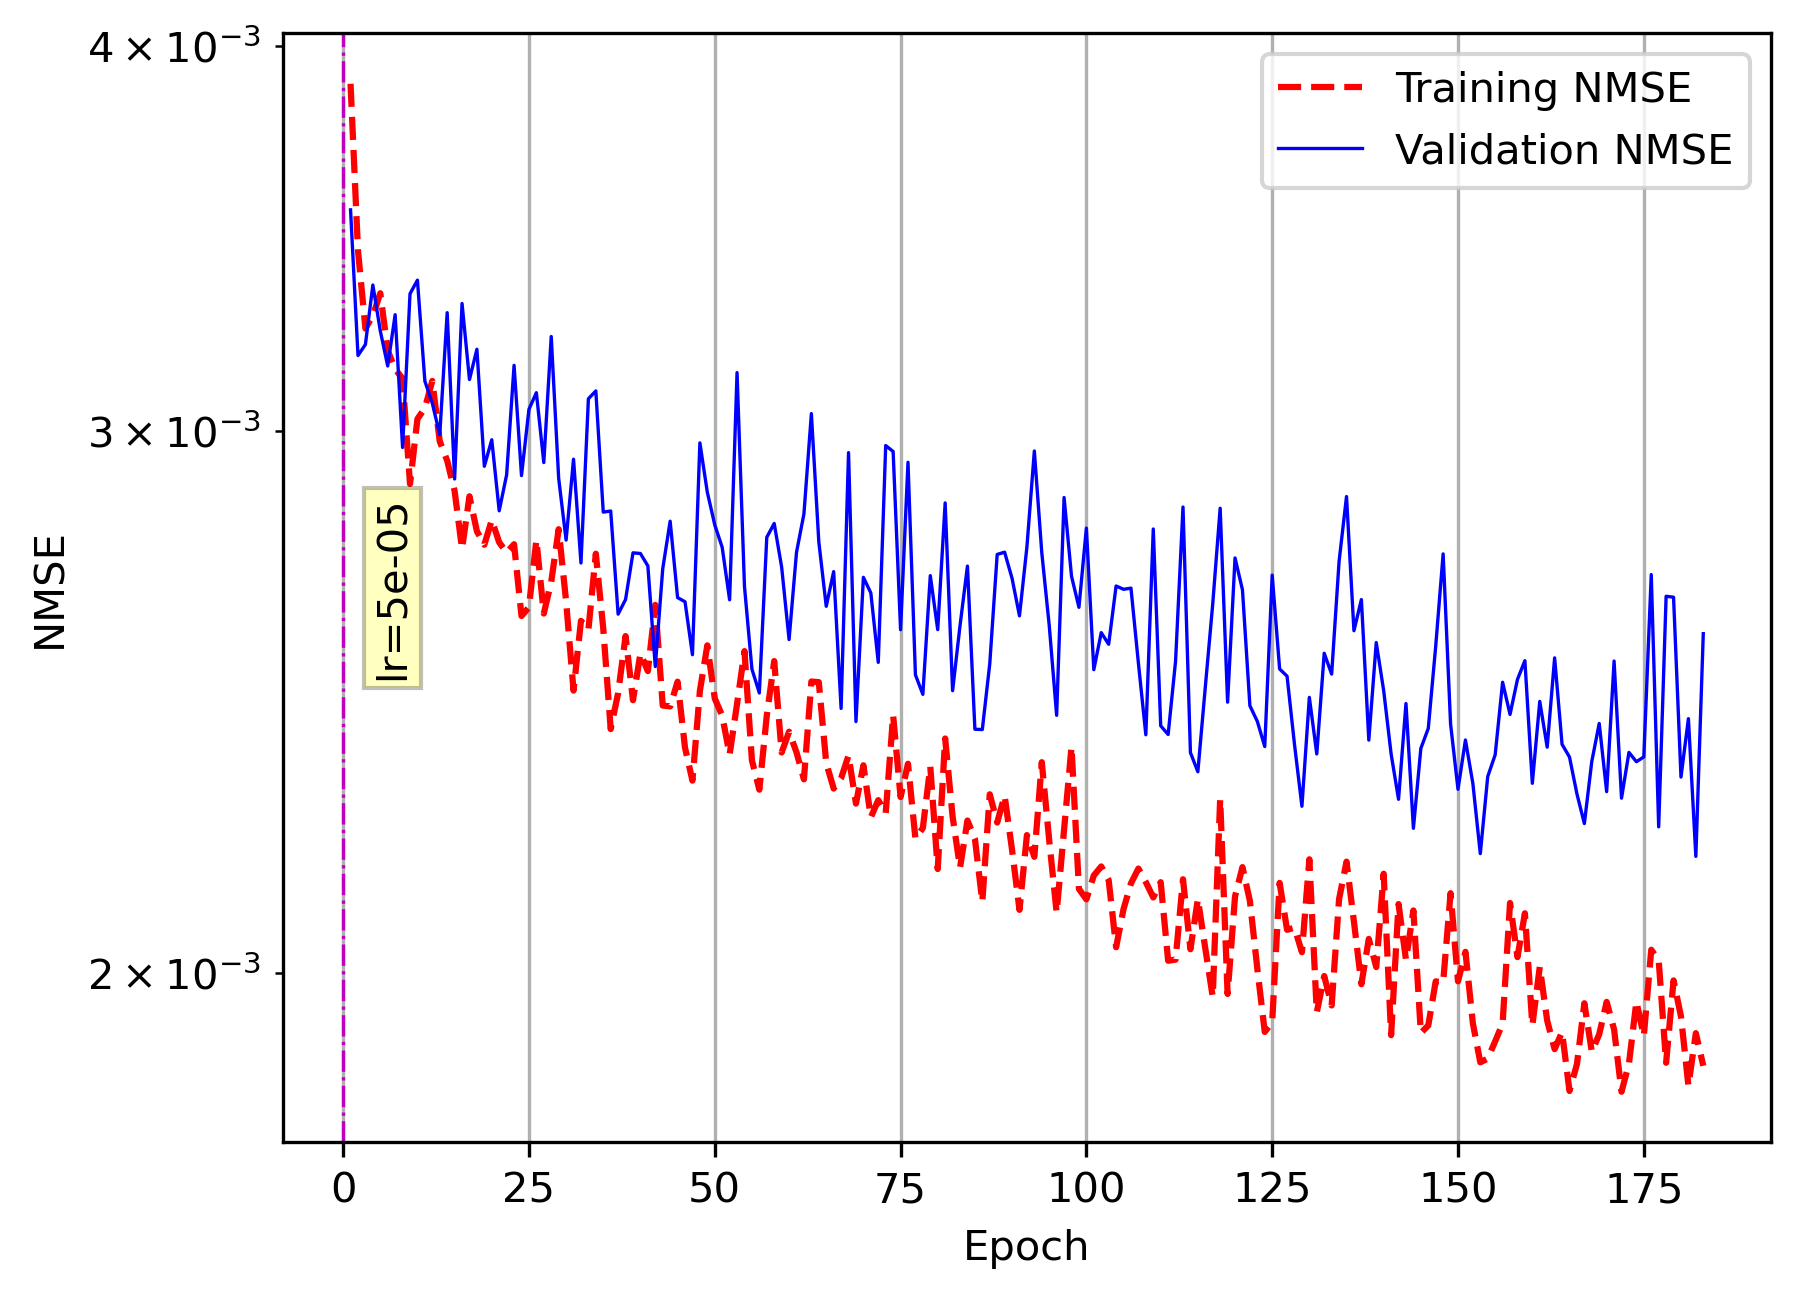 4 × 10⁻³
3 × 10⁻³
2 × 10⁻³
NMSE
lr=5e-05
Training NMSE
Validation NMSE
0 25 50 75 100 125 150 175
Epoch